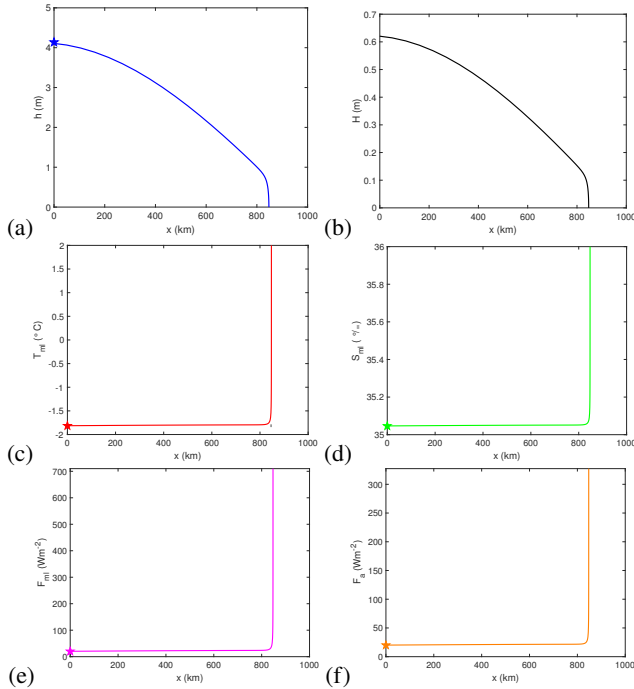 5
4
3
2
1
0
h (m)
0 200 400 600 800 1000
x (km)
(a)
0.7
0.6
0.5
0.4
0.3
0.2
0.1
0
H (m)
0 200 400 600 800 1000
x (km)
(b)
2
1.5
1
0.5
0
-0.5
-1
-1.5
-2
T_ml (° C)
0 200 400 600 800 1000
x (km)
(c)
36
35.8
35.6
35.4
35.2
35
S_ml ( °/∞)
0 200 400 600 800 1000
x (km)
(d)
700
600
500
400
300
200
100
0
F_ml (Wm⁻²)
0 200 400 600 800 1000
x (km)
(e)
300
250
200
150
100
50
0
F_a (Wm⁻²)
0 200 400 600 800 1000
x (km)
(f)